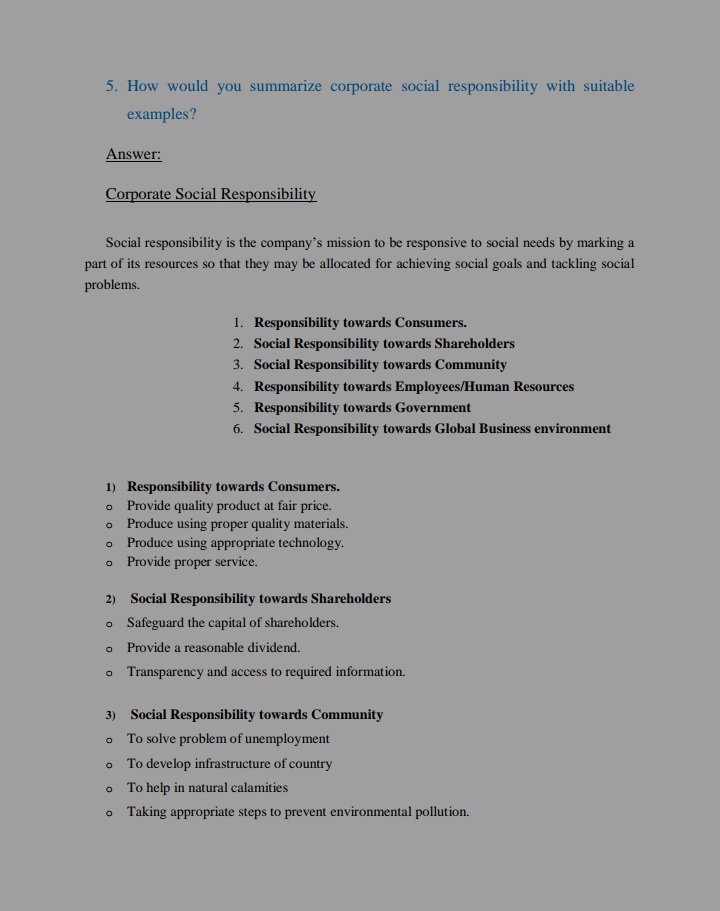 5. How would you summarize corporate social responsibility with suitable
examples?
Answer:
Corporate Social Responsibility
Social responsibility is the company’s mission to be responsive to social needs by marking a
part of its resources so that they may be allocated for achieving social goals and tackling social
problems.
1. Responsibility towards Consumers.
2. Social Responsibility towards Shareholders
3. Social Responsibility towards Community
4. Responsibility towards Employees/Human Resources
5. Responsibility towards Government
6. Social Responsibility towards Global Business environment
1) Responsibility towards Consumers.
o Provide quality product at fair price.
o Produce using proper quality materials.
o Produce using appropriate technology.
o Provide proper service.
2) Social Responsibility towards Shareholders
o Safeguard the capital of shareholders.
o Provide a reasonable dividend.
o Transparency and access to required information.
3) Social Responsibility towards Community
o To solve problem of unemployment
o To develop infrastructure of country
o To help in natural calamities
o Taking appropriate steps to prevent environmental pollution.